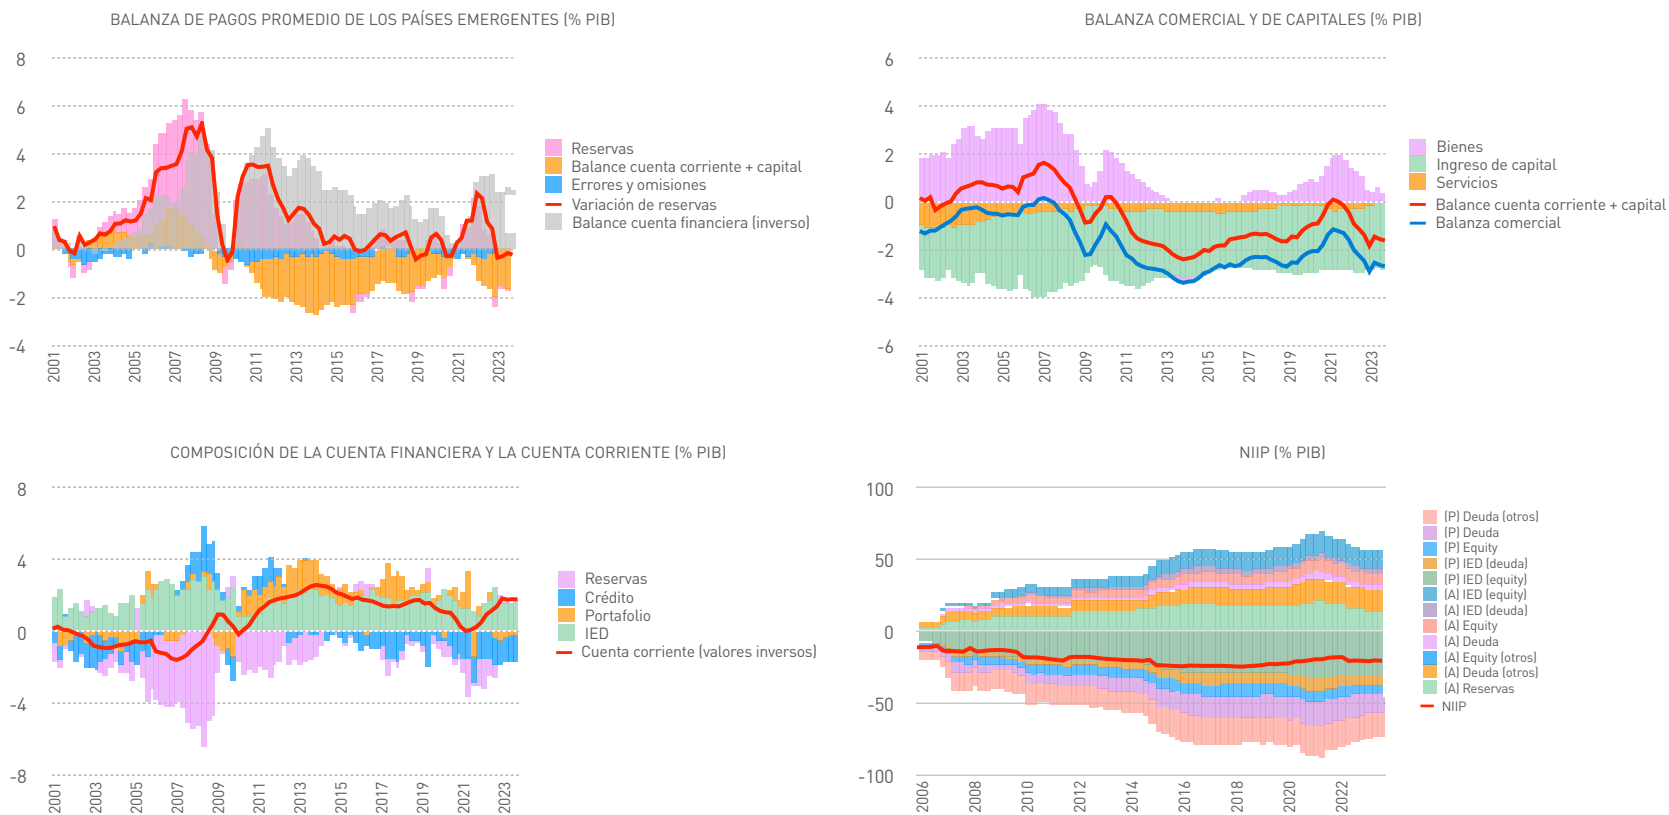 BALANZA DE PAGOS PROMEDIO DE LOS PAÍSES EMERGENTES (% PIB)
8
6
4
2
0
-2
-4
2001
2003
2005
2007
2009
2011
2013
2015
2017
2019
2021
2023
Reservas
Balance cuenta corriente + capital
Errores y omisiones
Variación de reservas
Balance cuenta financiera (inverso)
BALANZA COMERCIAL Y DE CAPITALES (% PIB)
6
4
2
0
-2
-4
-6
2001
2003
2005
2007
2009
2011
2013
2015
2017
2019
2021
2023
Bienes
Ingreso de capital
Servicios
Balance cuenta corriente + capital
Balanza comercial
COMPOSICIÓN DE LA CUENTA FINANCIERA Y LA CUENTA CORRIENTE (% PIB)
8
4
0
-4
-8
2001
2003
2005
2007
2009
2011
2013
2015
2017
2019
2021
2023
Reservas
Crédito
Portafolio
IED
Cuenta corriente (valores inversos)
NIIP (% PIB)
100
50
0
-50
-100
2006
2008
2010
2012
2014
2016
2018
2020
2022
(P) Deuda (otros)
(P) Deuda
(P) Equity
(P) IED (deuda)
(P) IED (equity)
(A) IED (equity)
(A) IED (deuda)
(A) Equity
(A) Deuda
(A) Equity (otros)
(A) Deuda (otros)
(A) Reservas
NIIP